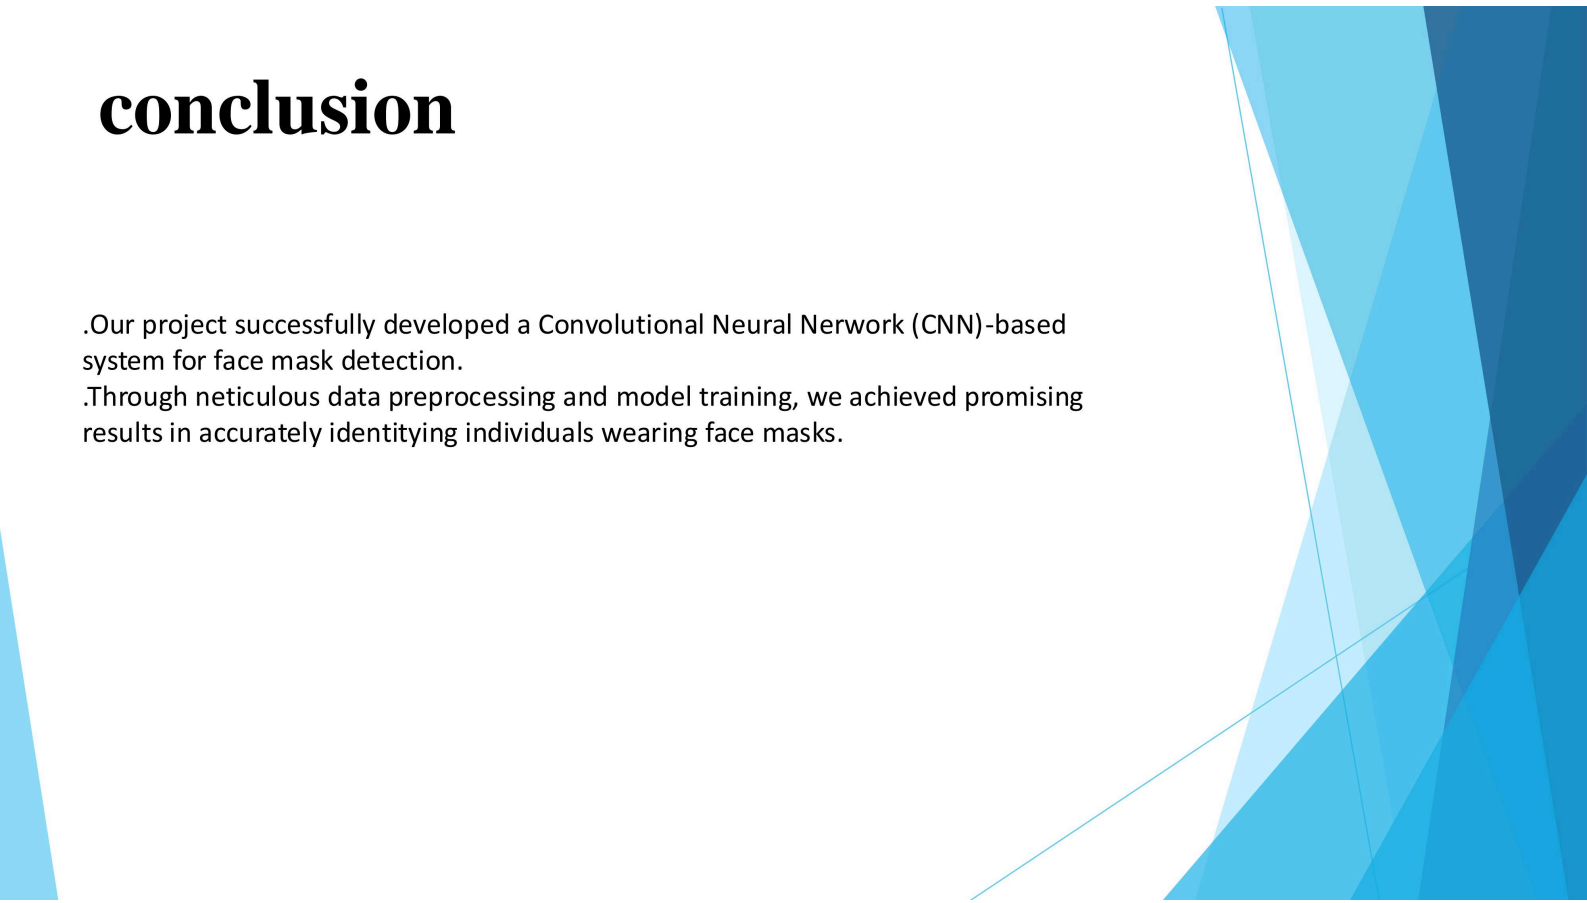 conclusion
.Our project successfully developed a Convolutional Neural Nerwork (CNN)-based
system for face mask detection.
.Through neticulous data preprocessing and model training, we achieved promising
results in accurately identitying individuals wearing face masks.